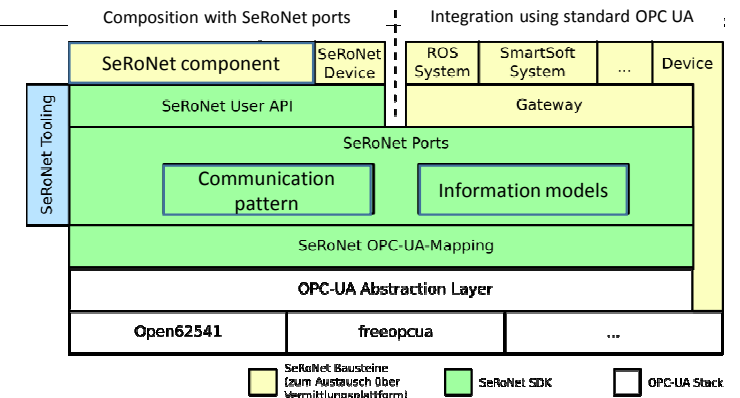 Composition with SeRoNet ports
Integration using standard OPC UA
SeRoNet component
SeRoNet
Device
ROS
System
SmartSoft
System
...
Device
SeRoNet Tooling
SeRoNet User API
Gateway
SeRoNet Ports
Communication
pattern
Information models
SeRoNet OPC-UA-Mapping
OPC-UA Abstraction Layer
Open62541
freeopcua
...
SeRoNet Bausteine
(zum Austausch über
Vermittlungsplattform)
SeRoNet SDK
OPC-UA Stack